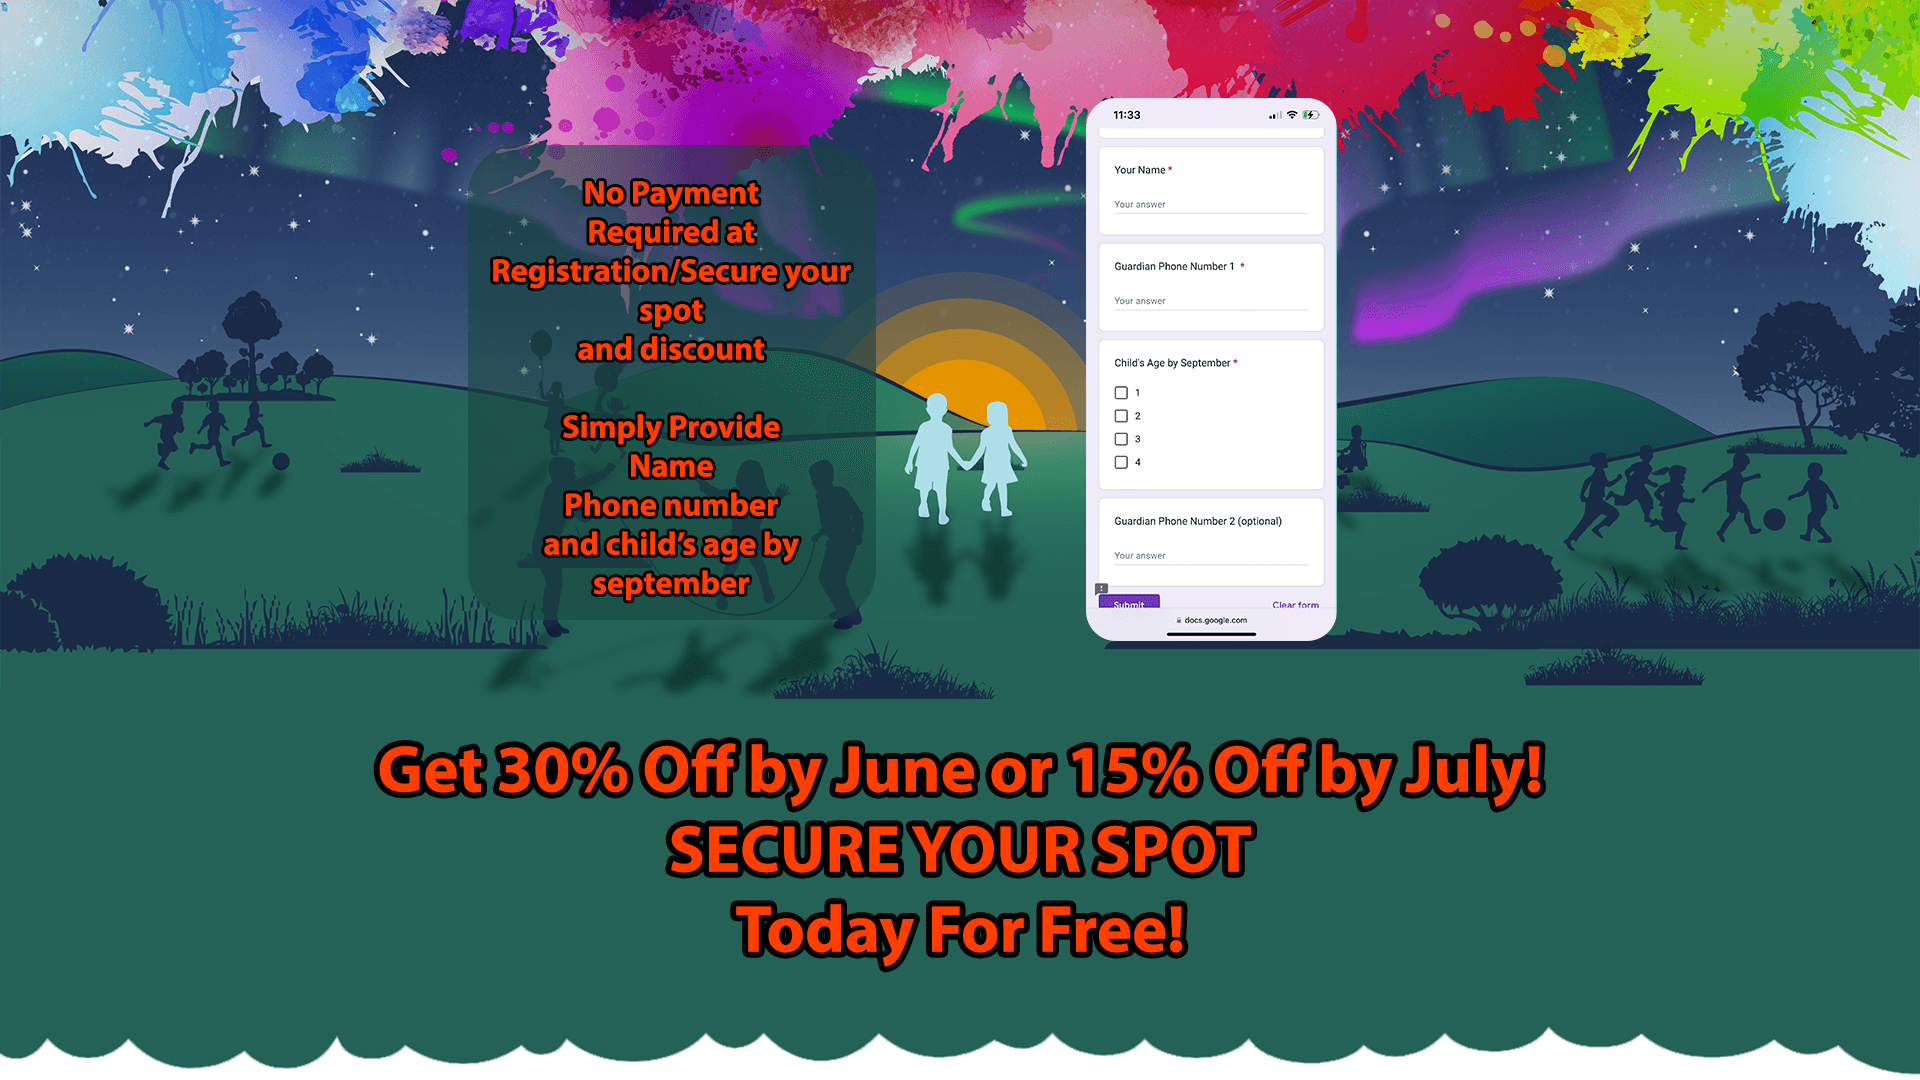 No Payment
Required at
Registration/Secure your
spot
and discount
Simply Provide
Name
Phone number
and child's age by
september
11:33
Your Name *
Your answer
Guardian Phone Number 1 *
Your answer
Child's Age by September *
1
2
3
4
Guardian Phone Number 2 (optional)
Your answer
Submit
Clear form
docs.google.com
Get 30% Off by June or 15% Off by July!
SECURE YOUR SPOT
Today For Free!